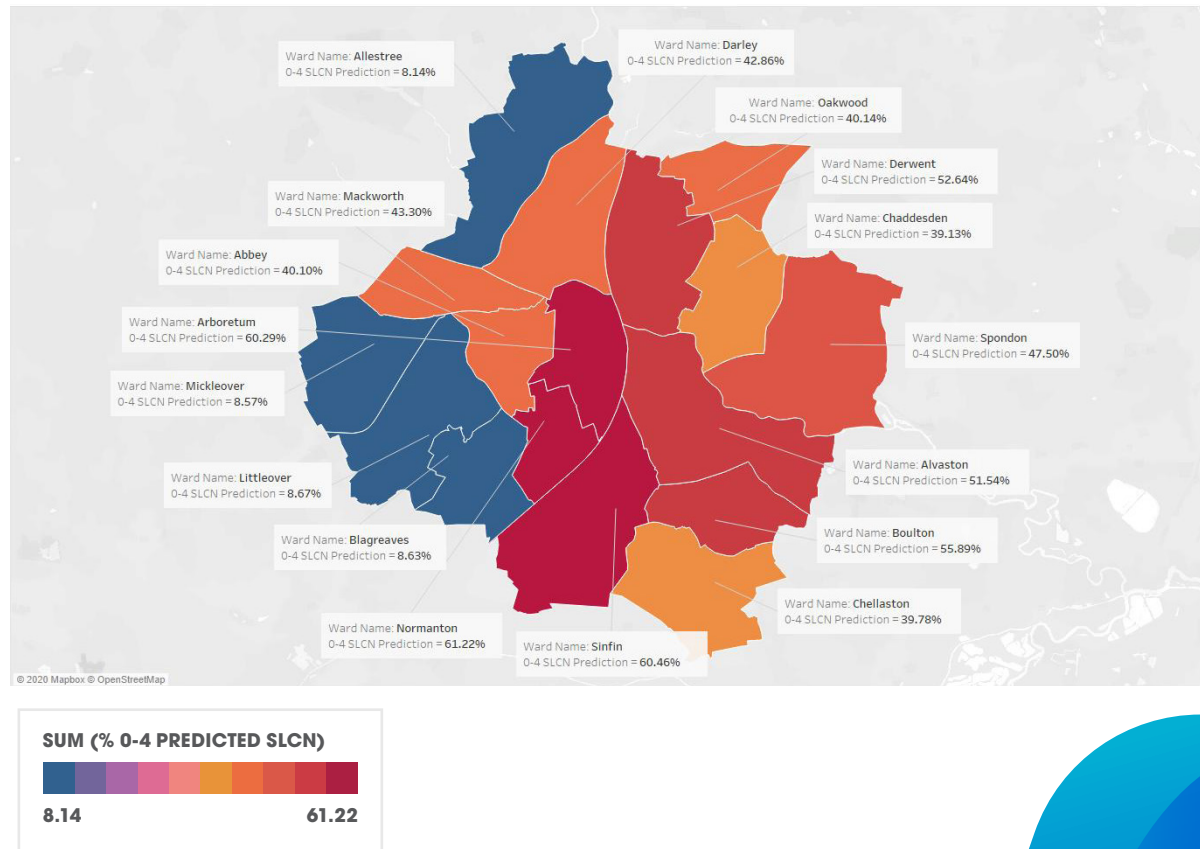 Ward Name: Allestree
0-4 SLCN Prediction = 8.14%
Ward Name: Darley
0-4 SLCN Prediction = 42.86%
Ward Name: Oakwood
0-4 SLCN Prediction = 40.14%
Ward Name: Derwent
0-4 SLCN Prediction = 52.64%
Ward Name: Mackworth
0-4 SLCN Prediction = 43.30%
Ward Name: Chaddesden
0-4 SLCN Prediction = 39.13%
Ward Name: Abbey
0-4 SLCN Prediction = 40.10%
Ward Name: Arboretum
0-4 SLCN Prediction = 60.29%
Ward Name: Spondon
0-4 SLCN Prediction = 47.50%
Ward Name: Mickleover
0-4 SLCN Prediction = 8.57%
Ward Name: Littleover
0-4 SLCN Prediction = 8.67%
Ward Name: Alvaston
0-4 SLCN Prediction = 51.54%
Ward Name: Blagreaves
0-4 SLCN Prediction = 8.63%
Ward Name: Boulton
0-4 SLCN Prediction = 55.89%
Ward Name: Chellaston
0-4 SLCN Prediction = 39.78%
Ward Name: Normanton
0-4 SLCN Prediction = 61.22%
Ward Name: Sinfin
0-4 SLCN Prediction = 60.46%
© 2020 Mapbox © OpenStreetMap
SUM (% 0-4 PREDICTED SLCN)
8.14 61.22